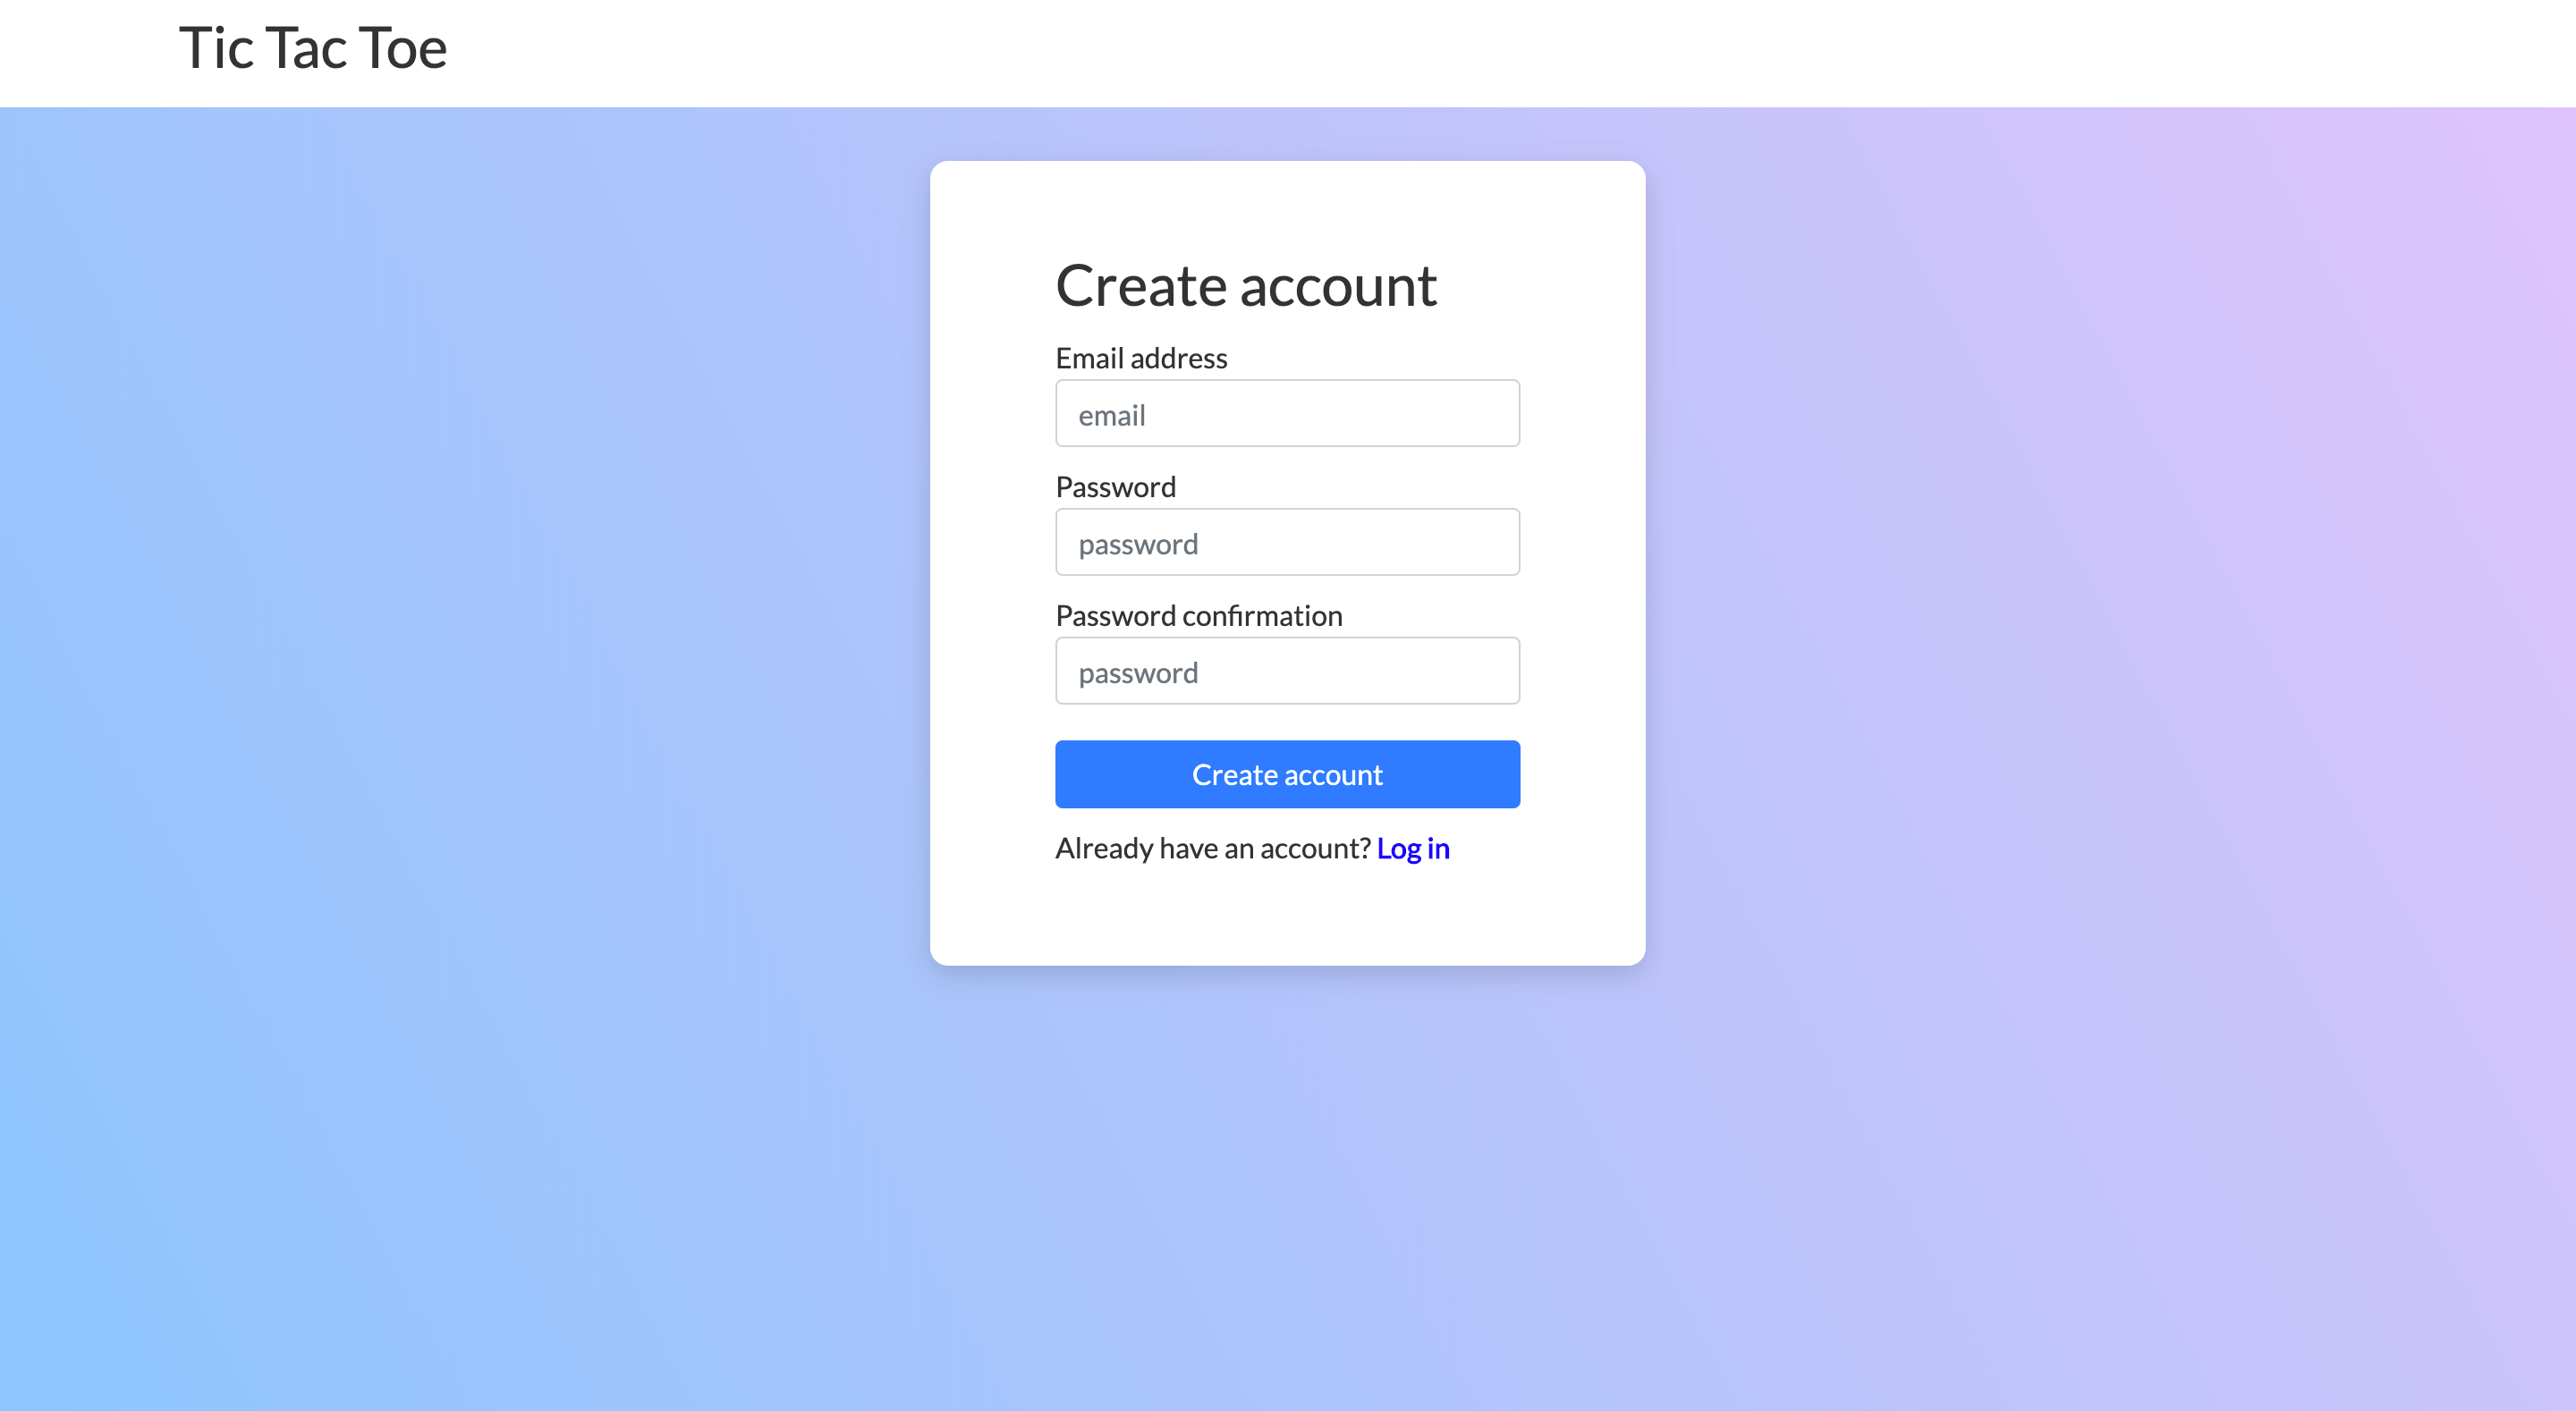 Tic Tac Toe
Create account
Email address
email
Password
password
Password confirmation
password
Create account
Already have an account? Log in